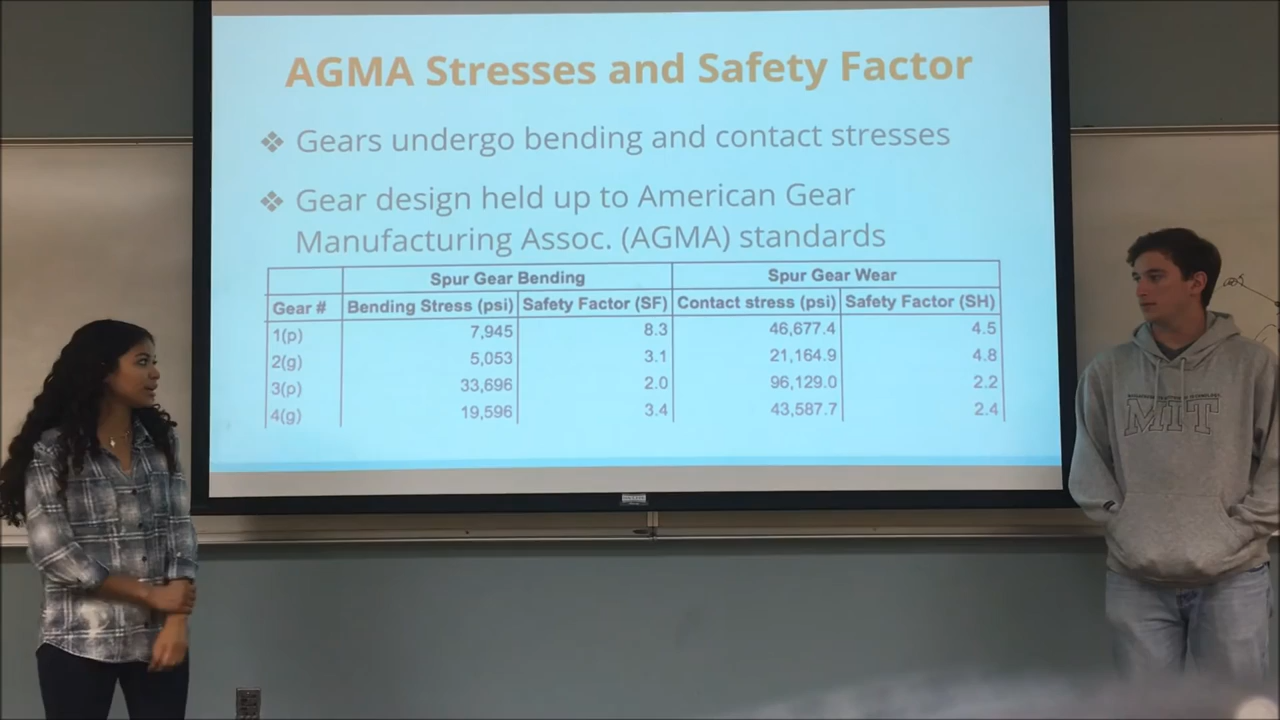 AGMA Stresses and Safety Factor
❖ Gears undergo bending and contact stresses
❖ Gear design held up to American Gear
Manufacturing Assoc. (AGMA) standards
Spur Gear Bending Spur Gear Wear
Gear # Bending Stress (psi) Safety Factor (SF) Contact stress (psi) Safety Factor (SH)
1(p) 7,945 8.3 46,677.4 4.5
2(g) 5,053 3.1 21,164.9 4.8
3(p) 33,696 2.0 96,129.0 2.2
4(g) 19,596 3.4 43,587.7 2.4
MIT